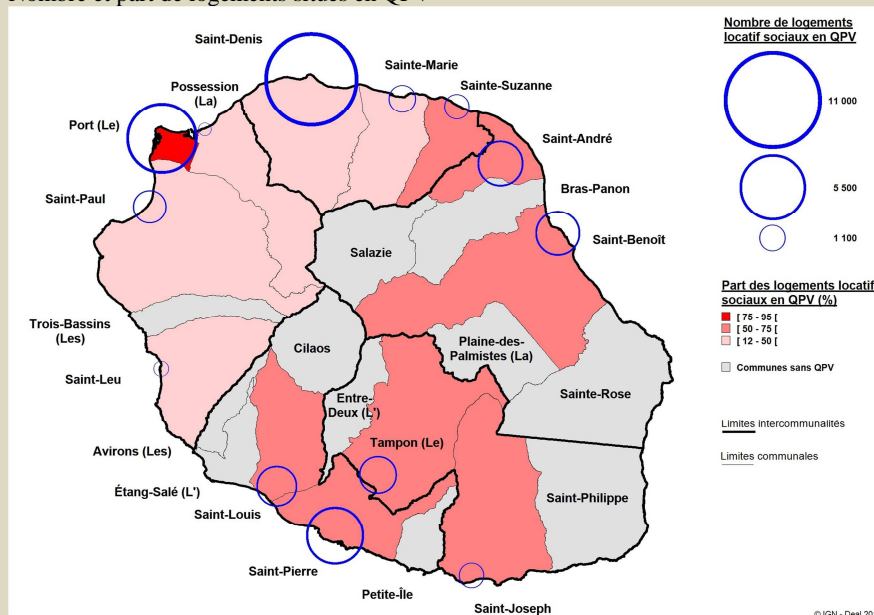 Nombre et part de logements situés en QPV
Saint-Denis
Sainte-Marie
Sainte-Suzanne
Possession
(La)
Port (Le)
Saint-André
Bras-Panon
Saint-Paul
Saint-Benoît
Salazie
Trois-Bassins
(Les)
Cilaos
Plaine-des-
Palmistes (La)
Saint-Leu
Entre-
Deux (L')
Sainte-Rose
Avirons (Les)
Tampon (Le)
Étang-Salé (L')
Saint-Philippe
Saint-Louis
Saint-Pierre
Petite-Île
Saint-Joseph
Nombre de logements
locatif sociaux en QPV
11 000
5 500
1 100
Part des logements locatif
sociaux en QPV (%)
[ 75 - 95 [
[ 50 - 75 [
[ 12 - 50 [
Communes sans QPV
Limites intercommunalités
Limites communales
© IGN - Deal